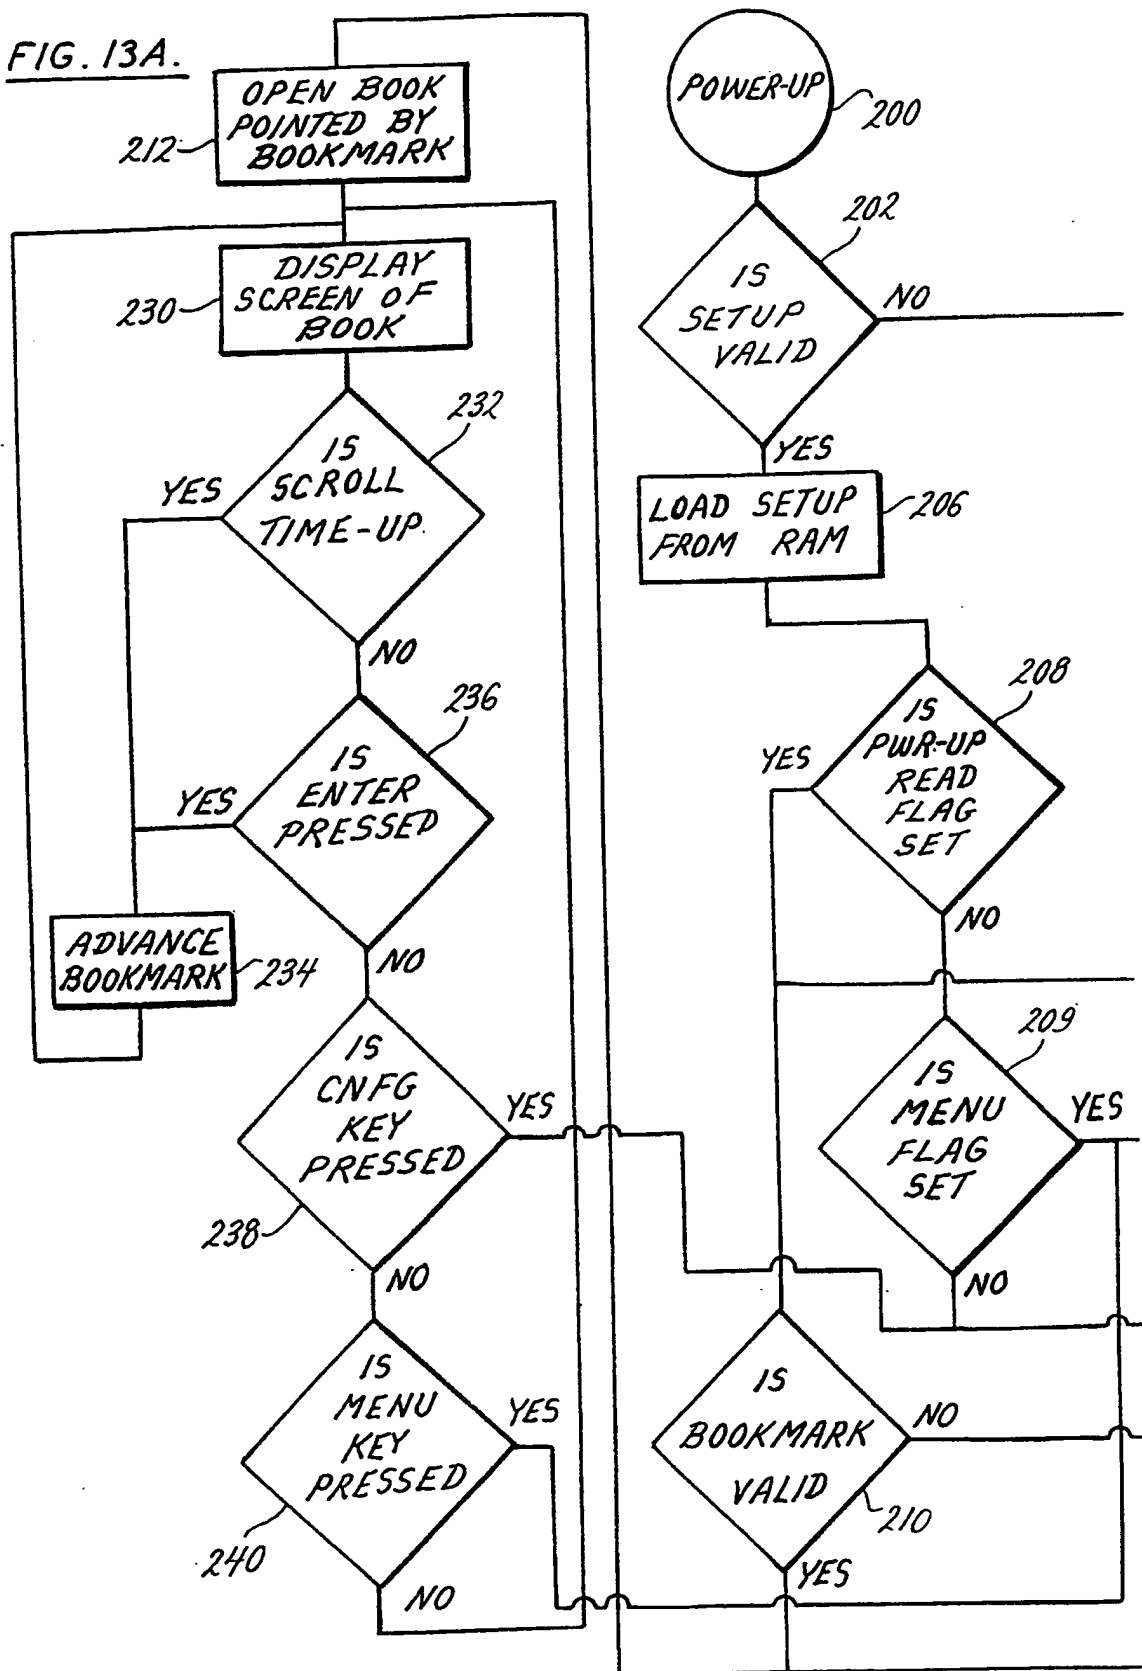 FIG. 13A.
OPEN BOOK
POINTED BY
BOOKMARK
212
DISPLAY
SCREEN OF
BOOK
230
IS
SCROLL
TIME-UP.
232
YES
NO
IS
ENTER
PRESSED
236
YES
NO
ADVANCE
BOOKMARK
234
IS
CNFG
KEY
PRESSED
238
YES
NO
IS
MENU
KEY
PRESSED
240
YES
NO
POWER-UP
200
IS
SETUP
VALID
202
NO
YES
LOAD SETUP
FROM RAM
206
IS
PWR-UP
READ
FLAG
SET
208
YES
NO
IS
MENU
FLAG
SET
209
YES
NO
IS
BOOKMARK
VALID
210
NO
YES